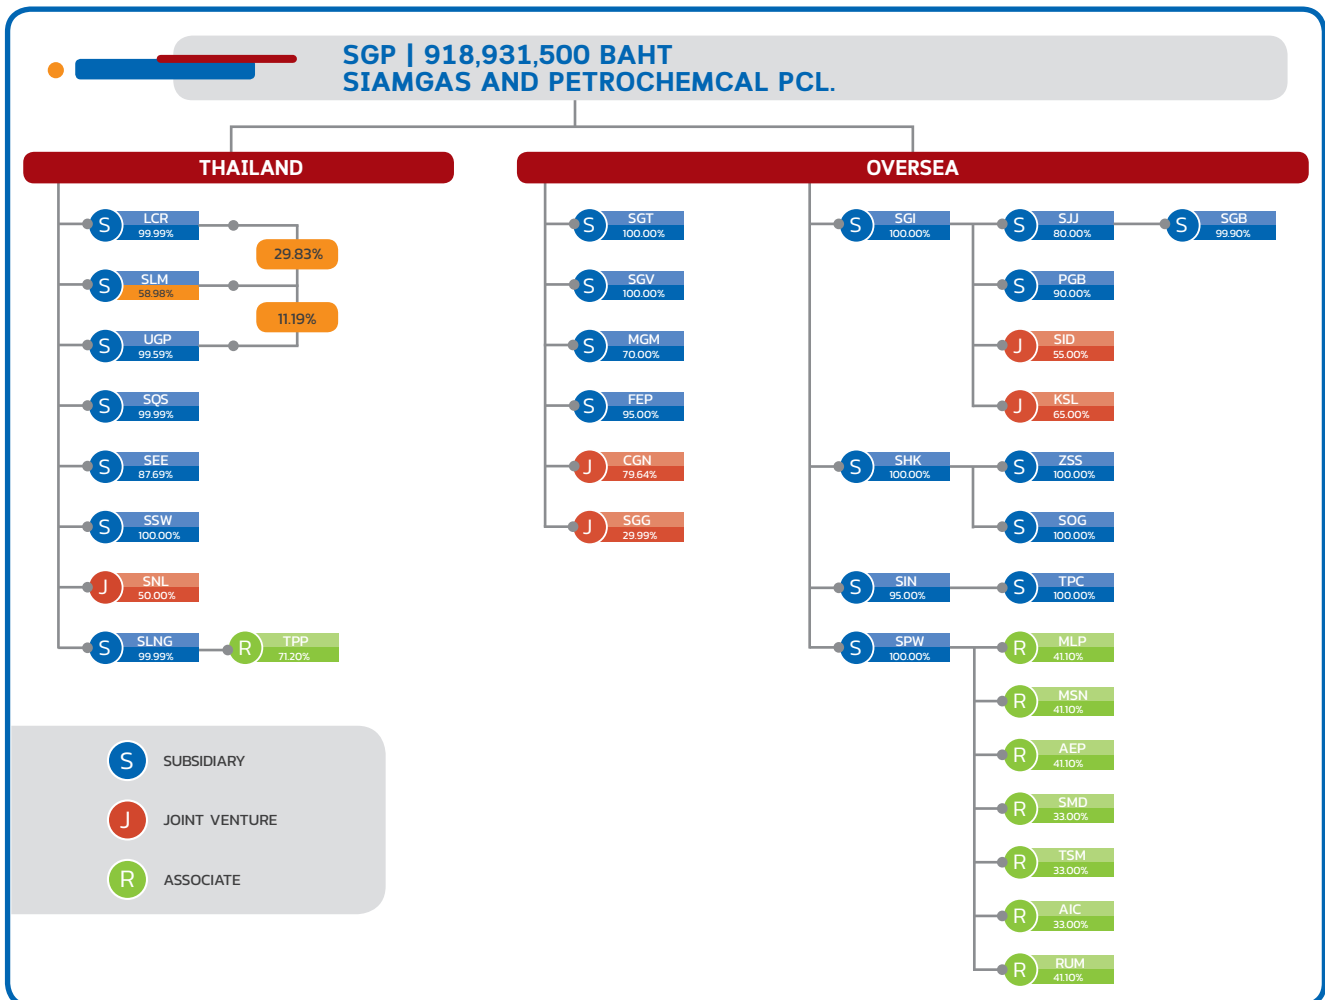 SGP | 918,931,500 BAHT
SIAMGAS AND PETROCHEMCAL PCL.
THAILAND
S
LCR
99.99%
29.83%
S
SLM
58.98%
11.19%
S
UGP
99.59%
S
SQS
99.99%
S
SEE
87.69%
S
SSW
100.00%
J
SNL
50.00%
S
SLNG
99.99%
R
TPP
71.20%
OVERSEA
S
SGT
100.00%
S
SGV
100.00%
S
MGM
70.00%
S
FEP
95.00%
J
CGN
79.64%
J
SGG
29.99%
S
SGI
100.00%
S
SJJ
80.00%
S
SGB
99.90%
S
PGB
90.00%
J
SID
55.00%
J
KSL
65.00%
S
SHK
100.00%
S
ZSS
100.00%
S
SOG
100.00%
S
SIN
95.00%
S
TPC
100.00%
S
SPW
100.00%
R
MLP
41.10%
R
MSN
41.10%
R
AEP
41.10%
R
SMD
33.00%
R
TSM
33.00%
R
AIC
33.00%
R
RUM
41.10%
S SUBSIDIARY
J JOINT VENTURE
R ASSOCIATE